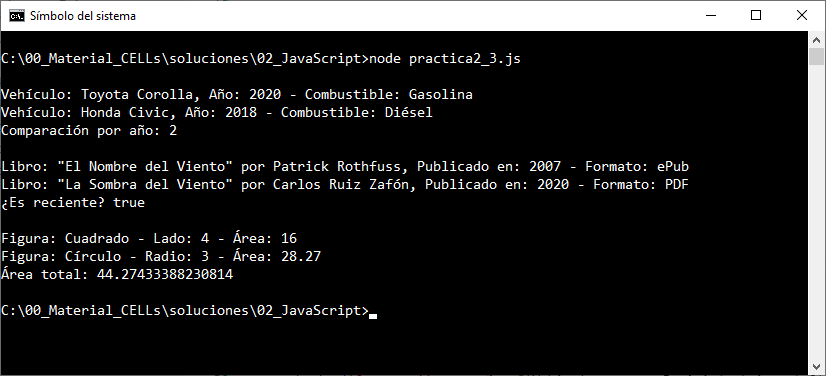 Símbolo del sistema
C:\00_Material_CELLs\soluciones\02_JavaScript>node practica2_3.js
Vehículo: Toyota Corolla, Año: 2020 - Combustible: Gasolina
Vehículo: Honda Civic, Año: 2018 - Combustible: Diésel
Comparación por año: 2
Libro: "El Nombre del Viento" por Patrick Rothfuss, Publicado en: 2007 - Formato: ePub
Libro: "La Sombra del Viento" por Carlos Ruiz Zafón, Publicado en: 2020 - Formato: PDF
¿Es reciente? true
Figura: Cuadrado - Lado: 4 - Área: 16
Figura: Círculo - Radio: 3 - Área: 28.27
Área total: 44.27433388230814
C:\00_Material_CELLs\soluciones\02_JavaScript>